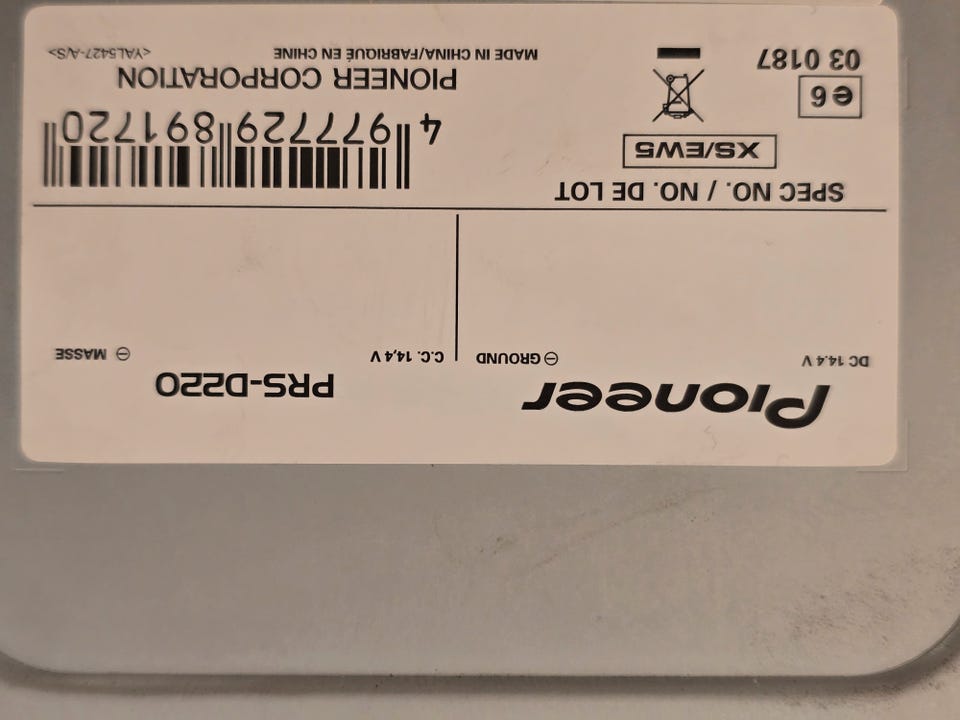 Pioneer
PRS-D220
DC 14.4 V
⊖ GROUND
C.C. 14,4 V
⊖ MASSE
SPEC NO. / NO. DE LOT
XS/EW5
e6
03 0187
4 977729 891720
PIONEER CORPORATION
MADE IN CHINA/FABRIQUÉ EN CHINE
<YAL5427-A/S>